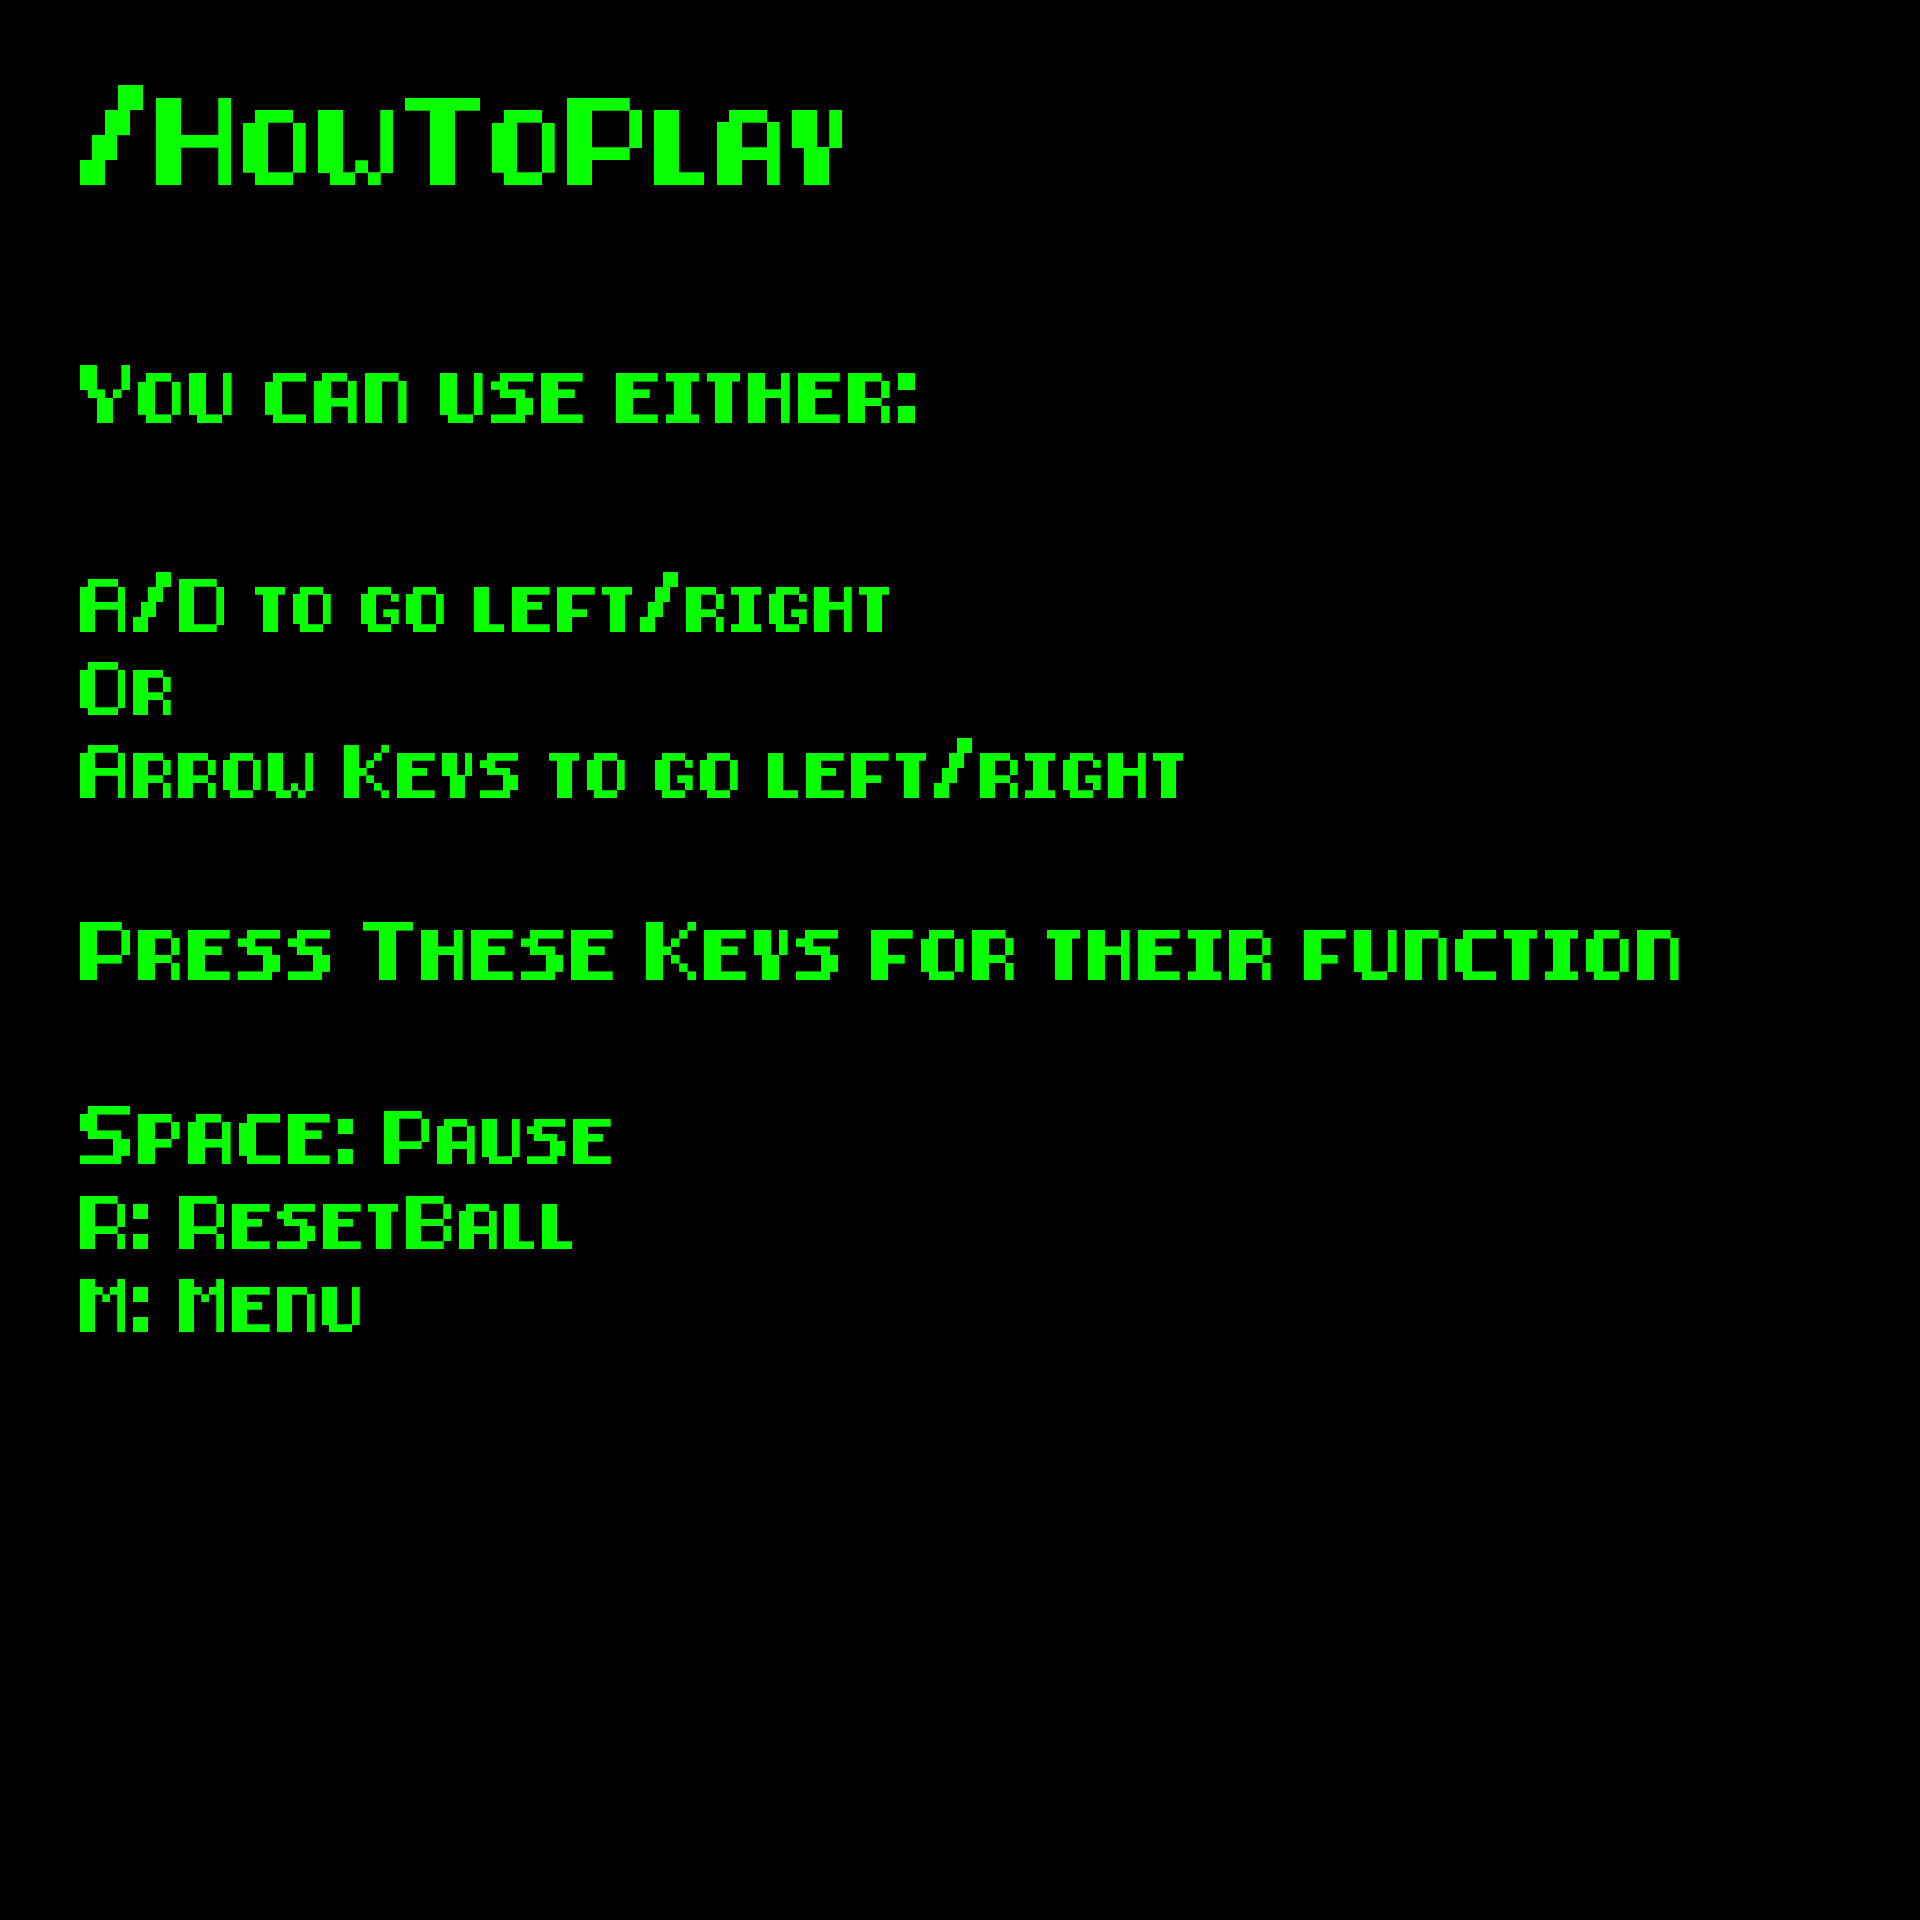 /HowToPlay
You can use either:
A/D to go left/right
Or
Arrow Keys to go left/right
Press These Keys for their function
Space: Pause
R: ResetBall
M: Menu